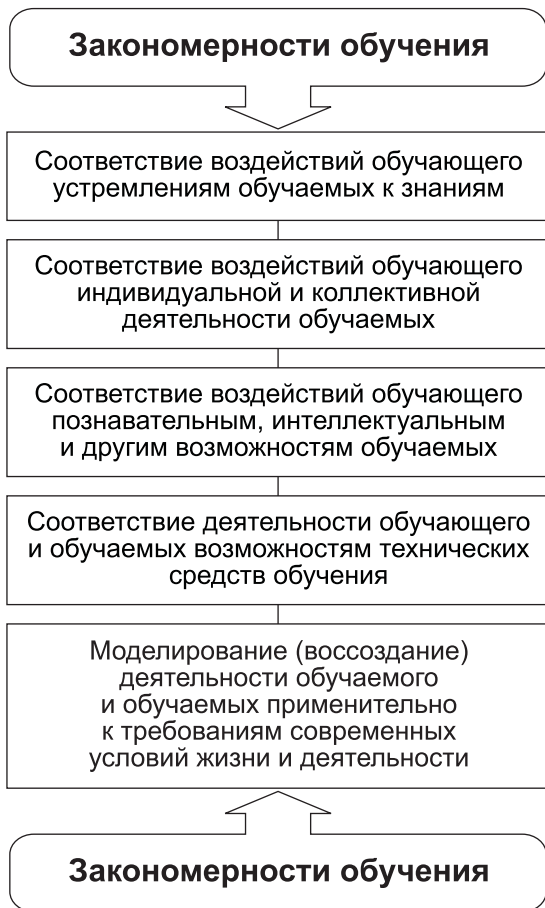 Закономерности обучения
Соответствие воздействий обучающего
устремлениям обучаемых к знаниям
Соответствие воздействий обучающего
индивидуальной и коллективной
деятельности обучаемых
Соответствие воздействий обучающего
познавательным, интеллектуальным
и другим возможностям обучаемых
Соответствие деятельности обучающего
и обучаемых возможностям технических
средств обучения
Моделирование (воссоздание)
деятельности обучаемого
и обучаемых применительно
к требованиям современных
условий жизни и деятельности
Закономерности обучения